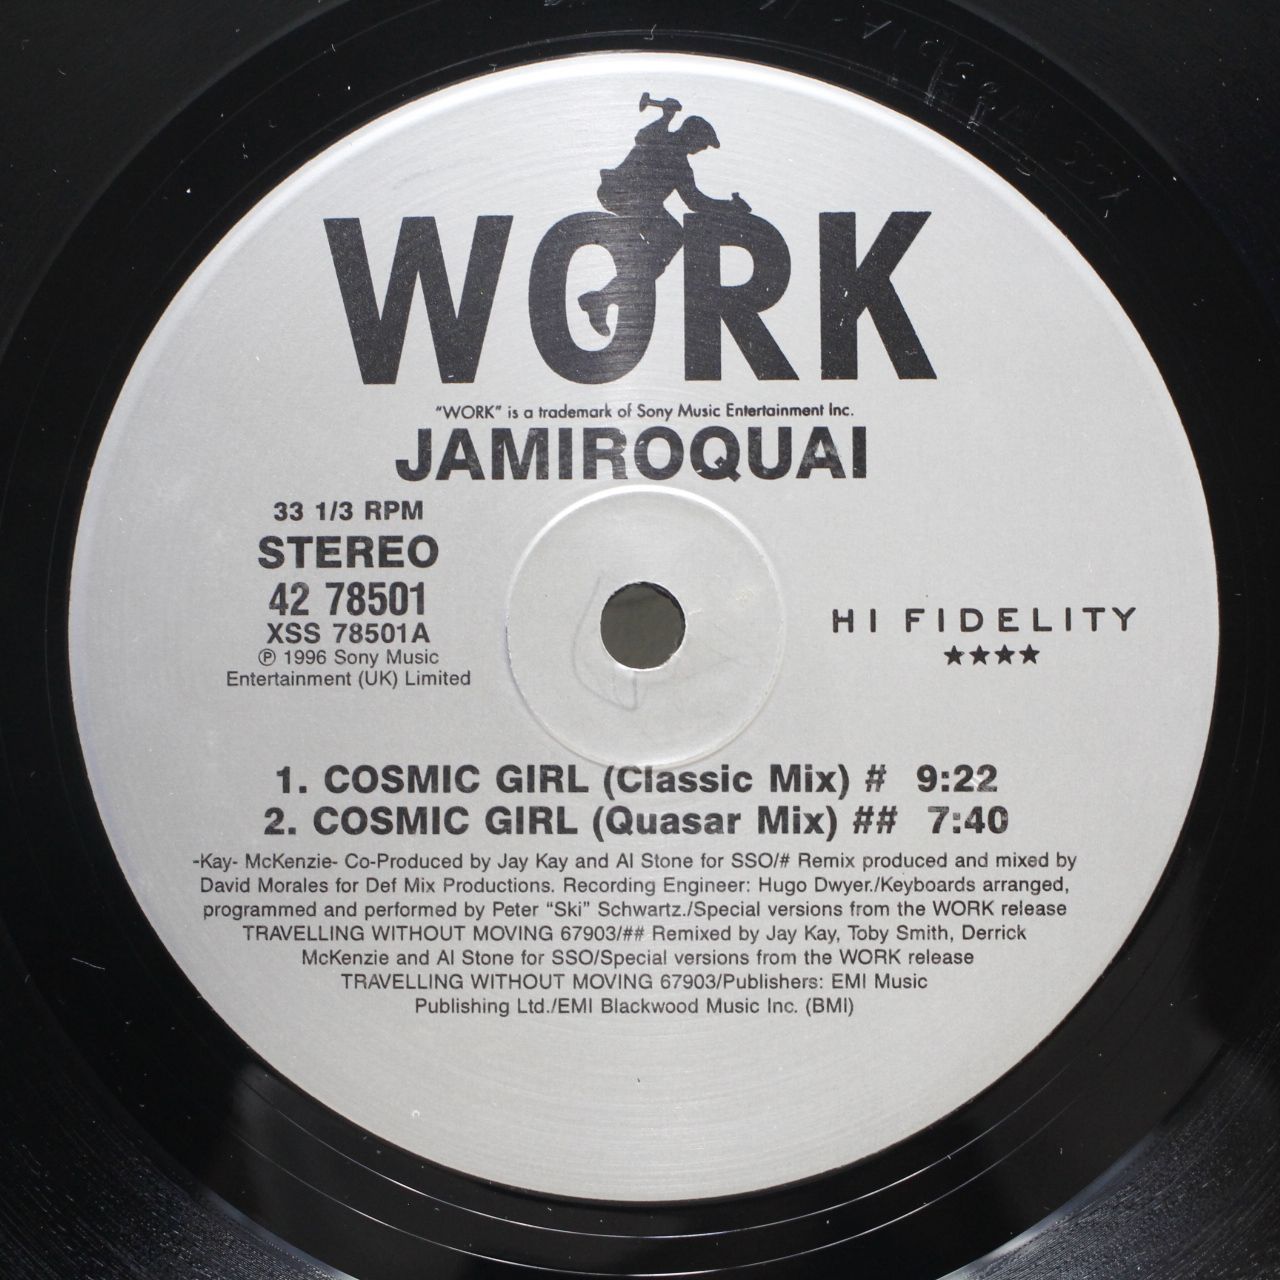 WORK
"WORK" is a trademark of Sony Music Entertainment Inc.
JAMIROQUAI
33 1/3 RPM
STEREO
42 78501
XSS 78501A
℗ 1996 Sony Music
Entertainment (UK) Limited
HI FIDELITY
★★★★
1. COSMIC GIRL (Classic Mix) # 9:22
2. COSMIC GIRL (Quasar Mix) ## 7:40
-Kay- McKenzie- Co-Produced by Jay Kay and Al Stone for SSO/# Remix produced and mixed by
David Morales for Def Mix Productions. Recording Engineer: Hugo Dwyer./Keyboards arranged,
programmed and performed by Peter "Ski" Schwartz./Special versions from the WORK release
TRAVELLING WITHOUT MOVING 67903/## Remixed by Jay Kay, Toby Smith, Derrick
McKenzie and Al Stone for SSO/Special versions from the WORK release
TRAVELLING WITHOUT MOVING 67903/Publishers: EMI Music
Publishing Ltd./EMI Blackwood Music Inc. (BMI)